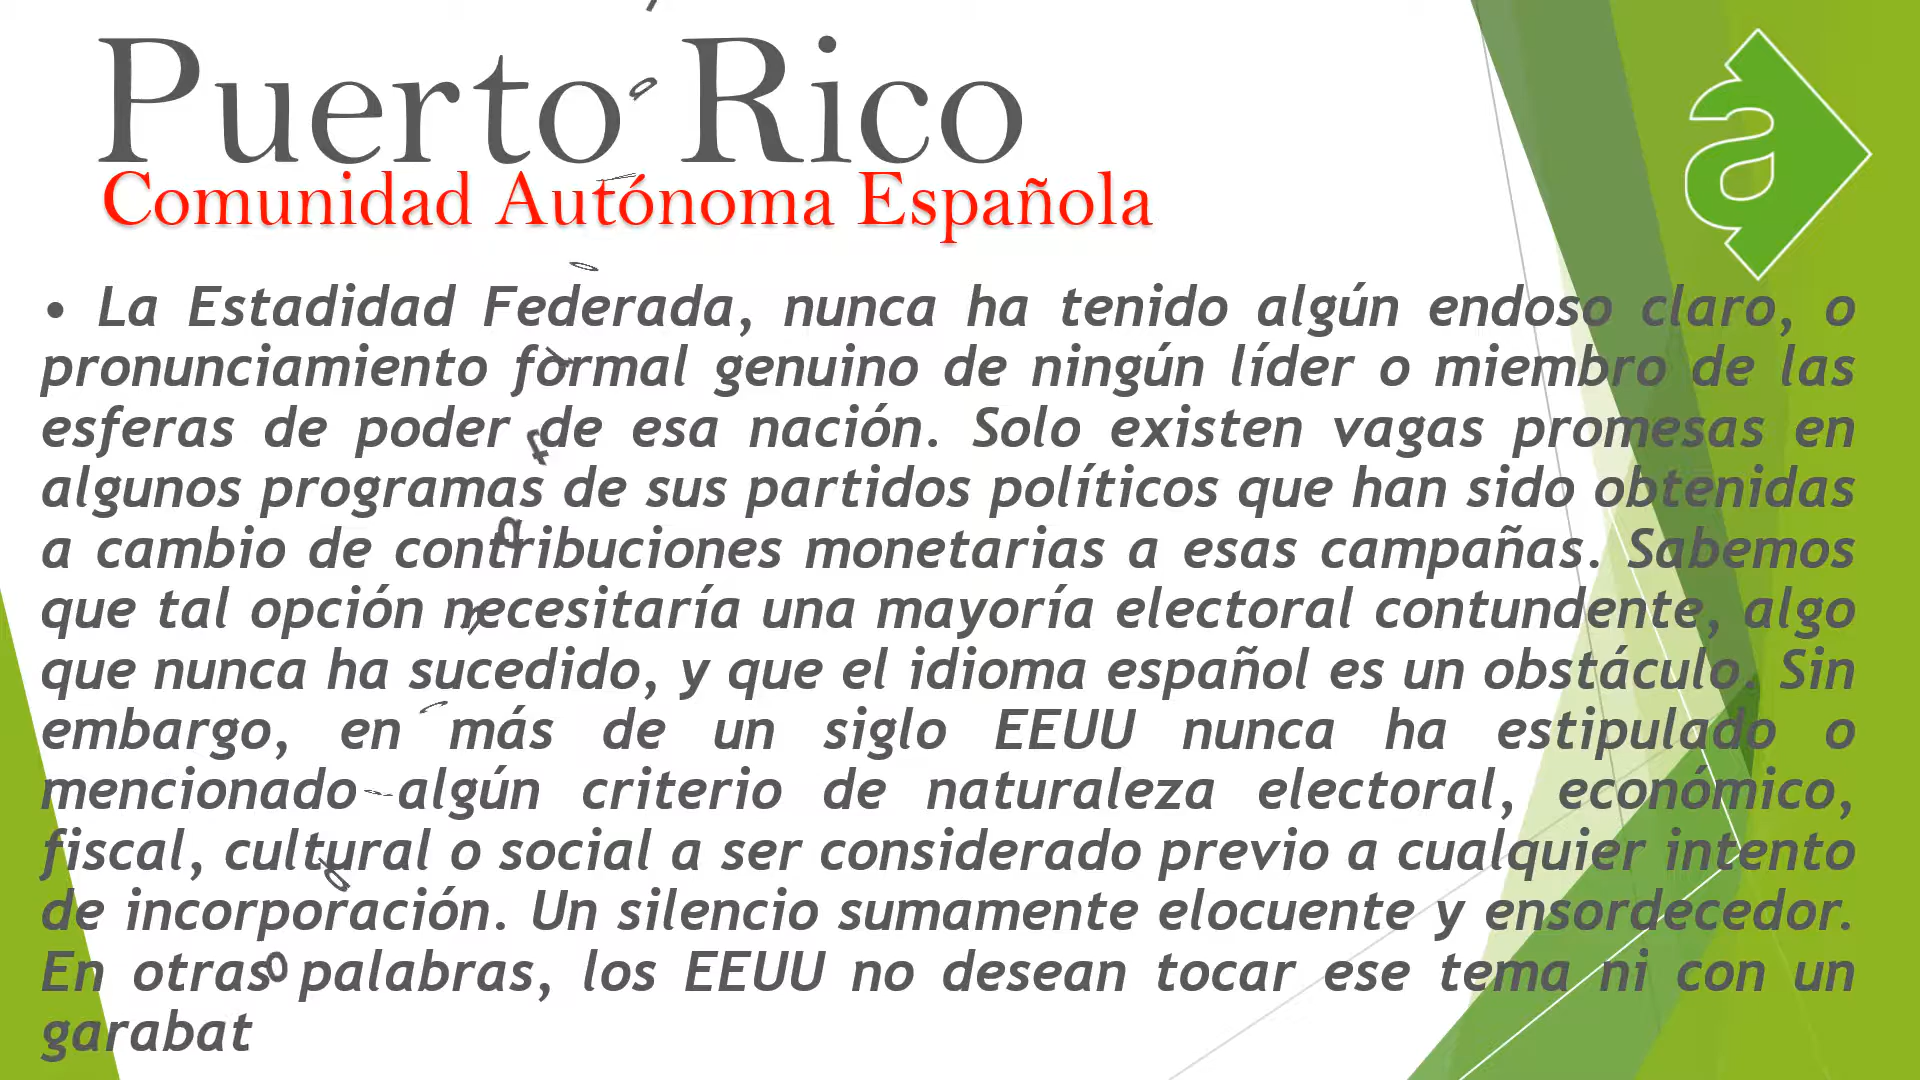 Puerto Rico
Comunidad Autónoma Española
• La Estadidad Federada, nunca ha tenido algún endoso claro, o
pronunciamiento formal genuino de ningún líder o miembro de las
esferas de poder de esa nación. Solo existen vagas promesas en
algunos programas de sus partidos políticos que han sido obtenidas
a cambio de contribuciones monetarias a esas campañas. Sabemos
que tal opción necesitaría una mayoría electoral contundente, algo
que nunca ha sucedido, y que el idioma español es un obstáculo. Sin
embargo, en más de un siglo EEUU nunca ha estipulado o
mencionado algún criterio de naturaleza electoral, económico,
fiscal, cultural o social a ser considerado previo a cualquier intento
de incorporación. Un silencio sumamente elocuente y ensordecedor.
En otras palabras, los EEUU no desean tocar ese tema ni con un
garabat
a